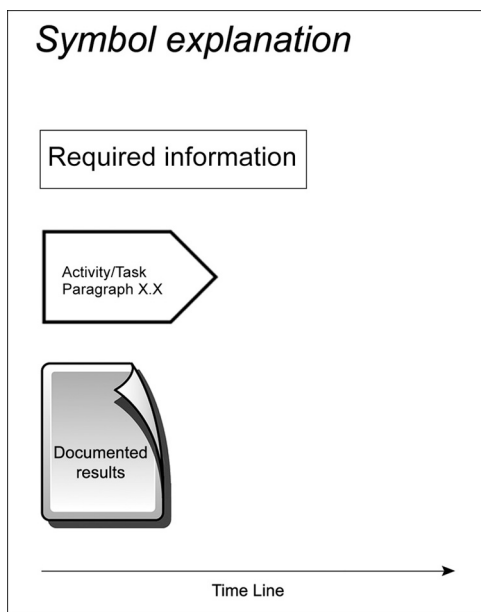 Symbol explanation
Required information
Activity/Task
Paragraph X.X
Documented
results
Time Line